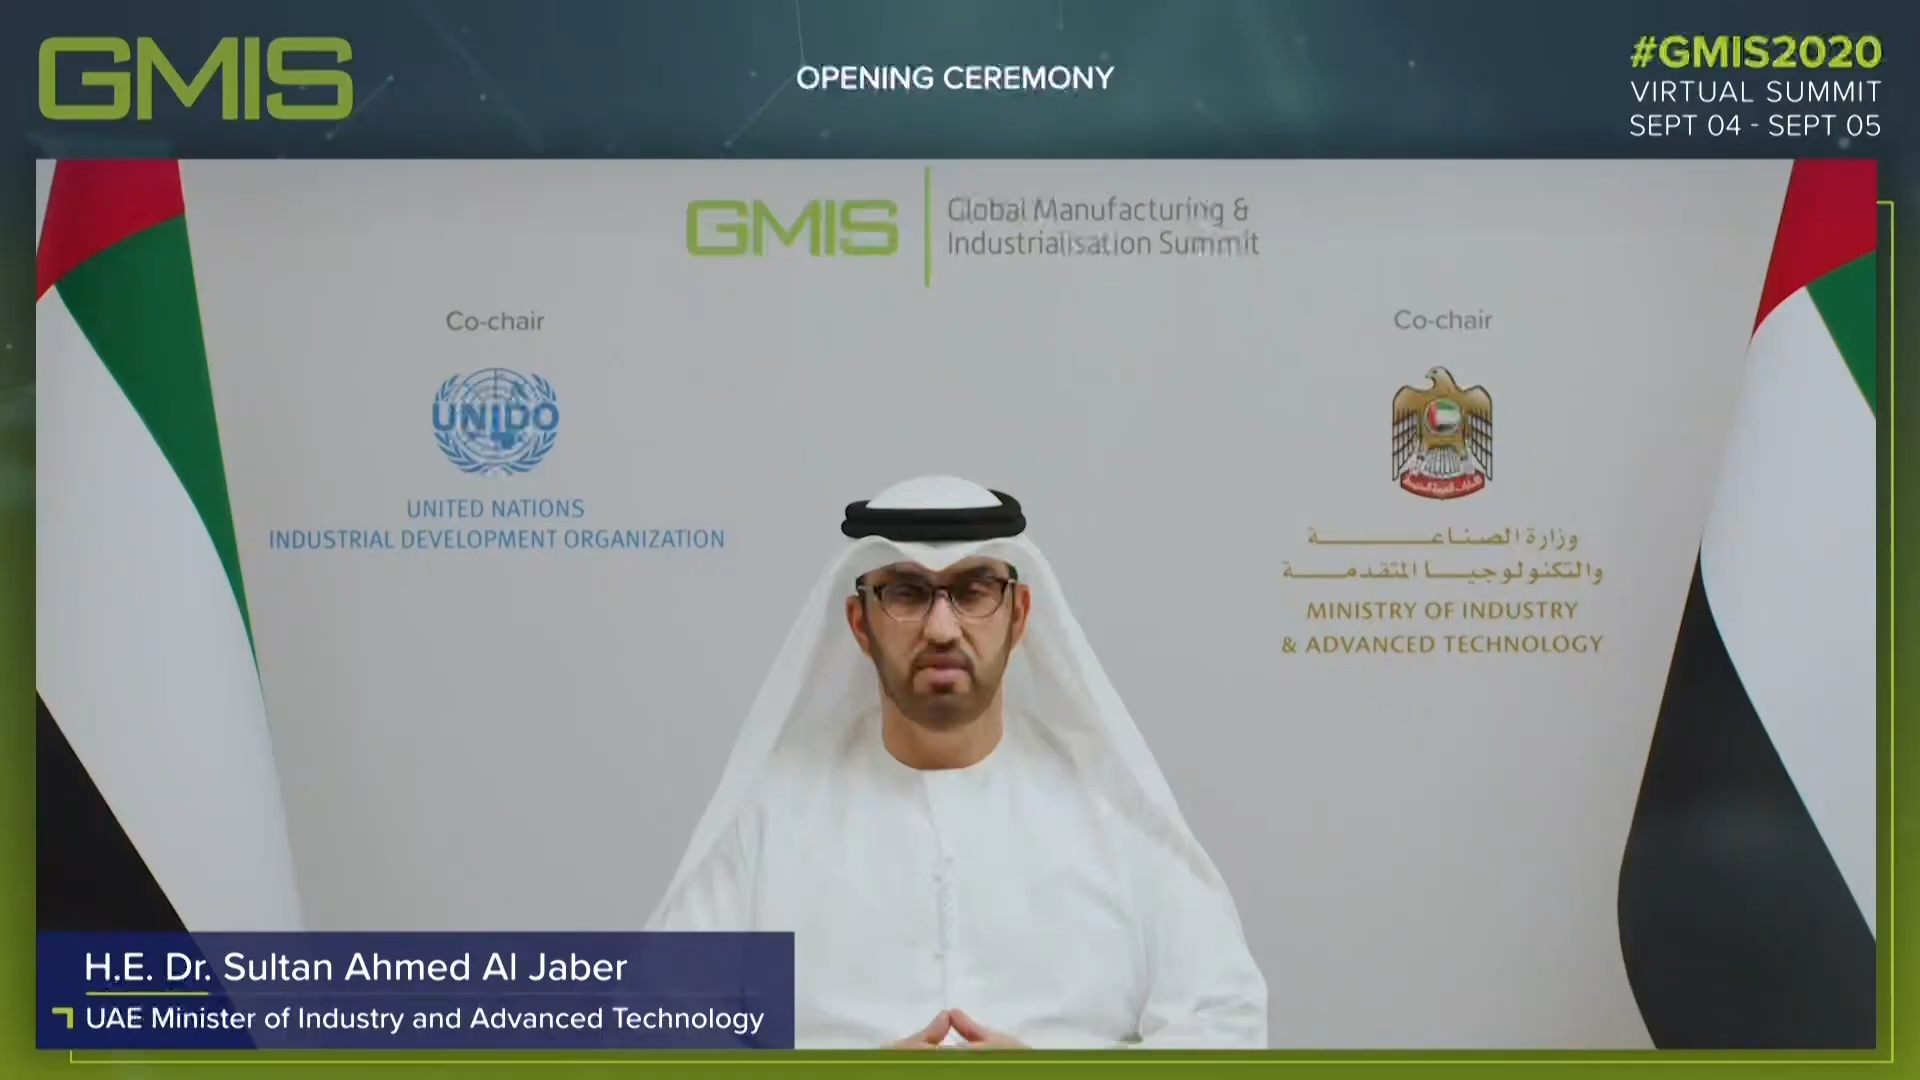 GMIS
OPENING CEREMONY
#GMIS2020
VIRTUAL SUMMIT
SEPT 04 - SEPT 05
GMIS
Global Manufacturing &
Industrialisation Summit
Co-chair
UNIDO
UNITED NATIONS
INDUSTRIAL DEVELOPMENT ORGANIZATION
Co-chair
وزارة الصناعة
والتكنولوجيا المتقدمة
MINISTRY OF INDUSTRY
& ADVANCED TECHNOLOGY
H.E. Dr. Sultan Ahmed Al Jaber
UAE Minister of Industry and Advanced Technology